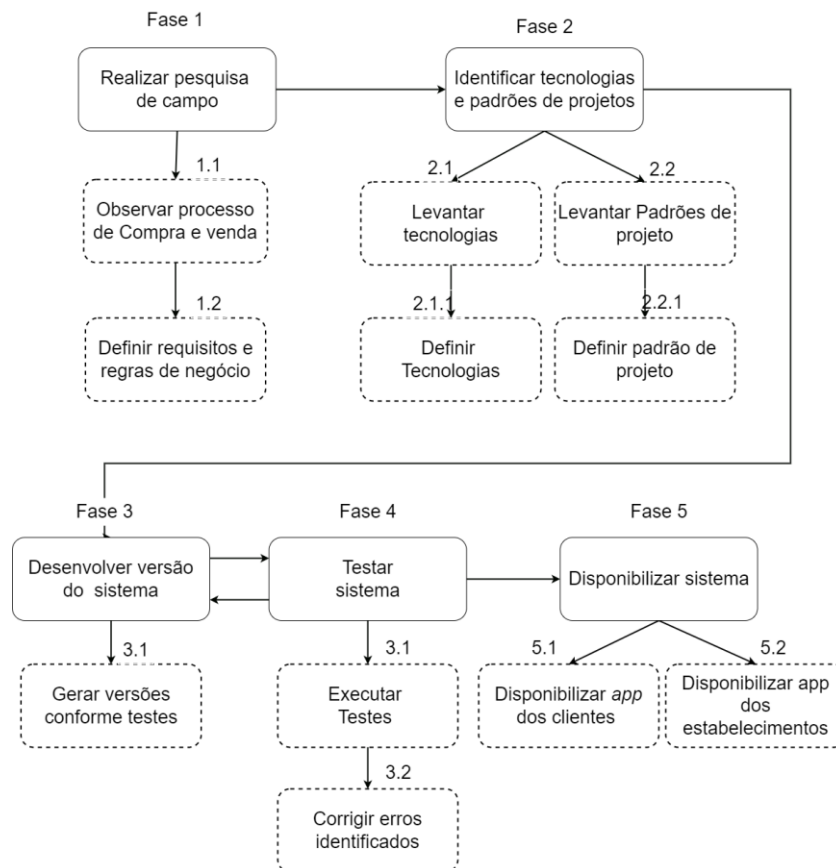 Fase 1
Fase 2
Realizar pesquisa
de campo
Identificar tecnologias
e padrões de projetos
1.1
2.1
2.2
Observar processo
de Compra e venda
Levantar
tecnologias
Levantar Padrões de
projeto
1.2
2.1.1
2.2.1
Definir requisitos e
regras de negócio
Definir
Tecnologias
Definir padrão de
projeto
Fase 3
Fase 4
Fase 5
Desenvolver versão
do sistema
Testar
sistema
Disponibilizar sistema
3.1
3.1
5.1
5.2
Gerar versões
conforme testes
Executar
Testes
Disponibilizar app
dos clientes
Disponibilizar app
dos
estabelecimentos
3.2
Corrigir erros
identificados